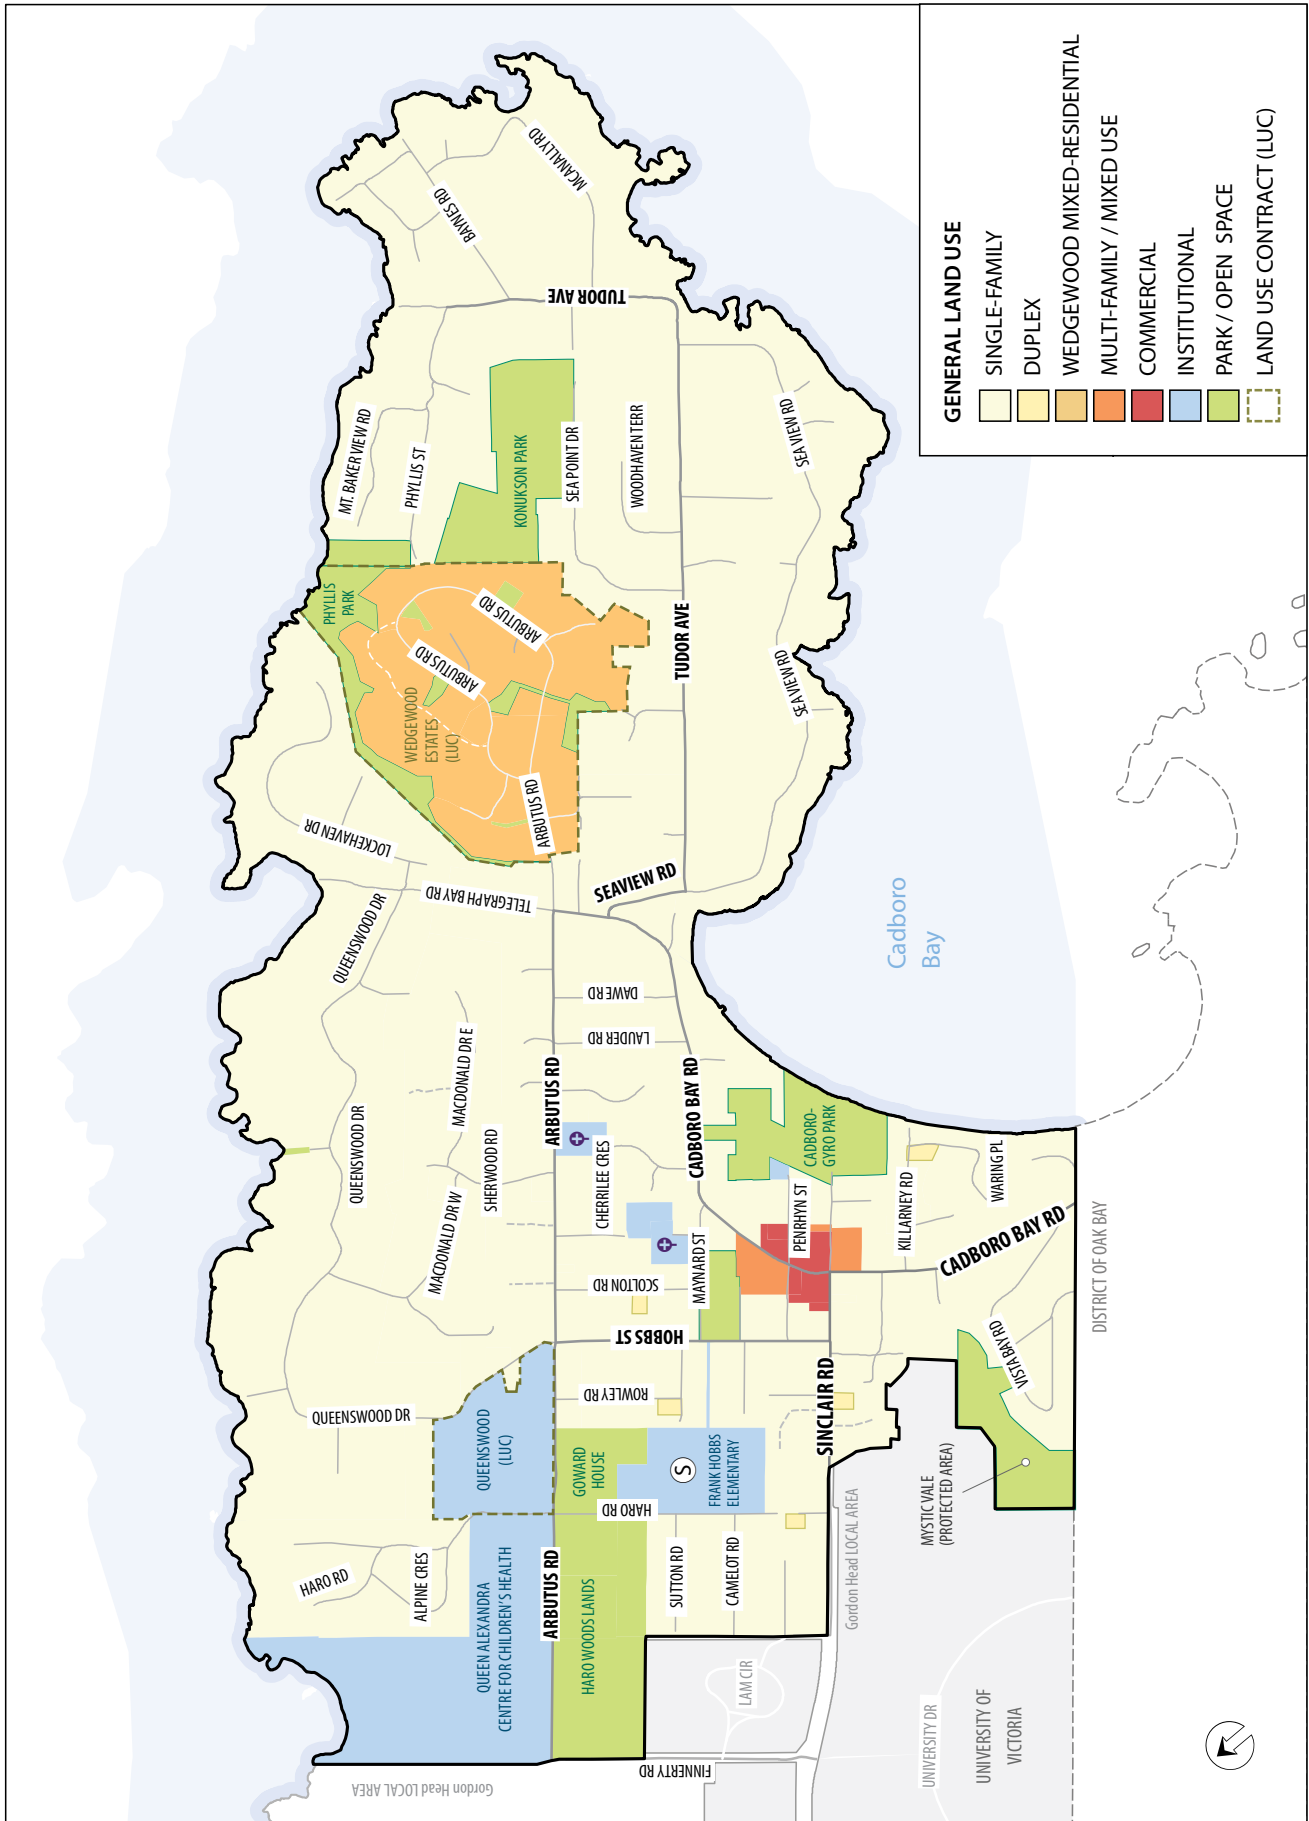 GENERAL LAND USE
SINGLE-FAMILY
DUPLEX
WEDGEWOOD MIXED-RESIDENTIAL
MULTI-FAMILY / MIXED USE
COMMERCIAL
INSTITUTIONAL
PARK / OPEN SPACE
LAND USE CONTRACT (LUC)
MCANALLY RD
BAYNES RD
TUDOR AVE
MT. BAKER VIEW RD
PHYLLIS ST
KONUKSON PARK
SEA POINT DR
WOODHAVEN TERR
SEA VIEW RD
PHYLLIS
PARK
ARBUTUS RD
ARBUTUS RD
WEDGEWOOD
ESTATES
(LUC)
ARBUTUS RD
TUDOR AVE
SEA VIEW RD
LOCKEHAVEN DR
TELEGRAPH BAY RD
SEAVIEW RD
QUEENSWOOD DR
Cadboro
Bay
DAWE RD
LAUDER RD
MACDONALD DR E
ARBUTUS RD
CADBORO BAY RD
QUEENSWOOD DR
SHERWOOD RD
CHERRILEE CRES
CADBORO-
GYRO PARK
MACDONALD DR W
PENRHYN ST
KILLARNEY RD
WARING PL
MAYNARD ST
SCOLTON RD
CADBORO BAY RD
DISTRICT OF OAK BAY
HOBBS ST
VISTA BAY RD
ROWLEY RD
SINCLAIR RD
QUEENSWOOD DR
QUEENSWOOD
(LUC)
GOWARD
HOUSE
S
FRANK HOBBS
ELEMENTARY
HARO RD
MYSTIC VALE
(PROTECTED AREA)
Gordon Head LOCAL AREA
HARO RD
ALPINE CRES
QUEEN ALEXANDRA
CENTRE FOR CHILDREN'S HEALTH
ARBUTUS RD
HARO WOODS LANDS
SUTTON RD
CAMELOT RD
LAM CIR
UNIVERSITY DR
UNIVERSITY OF
VICTORIA
FINNERTY RD
Gordon Head LOCAL AREA